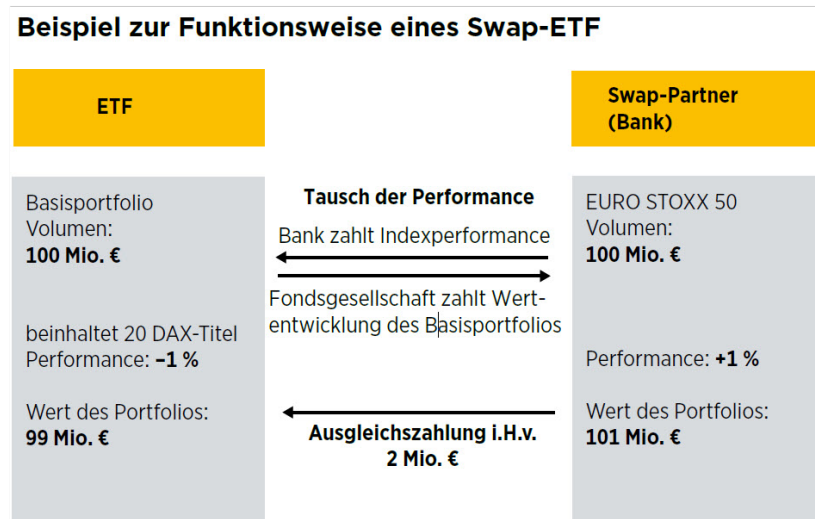 Beispiel zur Funktionsweise eines Swap-ETF
ETF
Swap-Partner
(Bank)
Basisportfolio
Volumen:
100 Mio. €
beinhaltet 20 DAX-Titel
Performance: –1 %
Wert des Portfolios:
99 Mio. €
Tausch der Performance
Bank zahlt Indexperformance
Fondsgesellschaft zahlt Wert-
entwicklung des Basisportfolios
Ausgleichszahlung i.H.v.
2 Mio. €
EURO STOXX 50
Volumen:
100 Mio. €
Performance: +1 %
Wert des Portfolios:
101 Mio. €